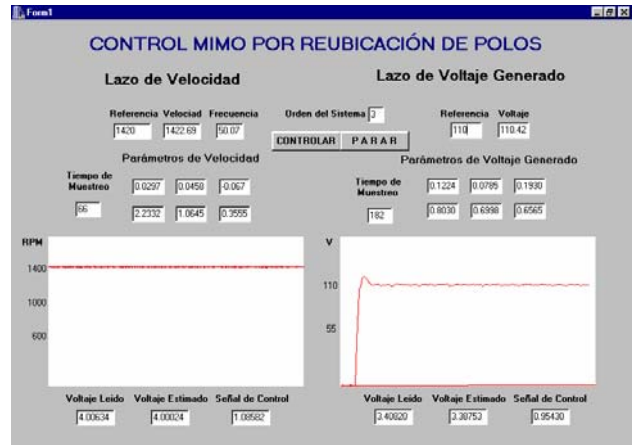 Form1
CONTROL MIMO POR REUBICACIÓN DE POLOS
Lazo de Velocidad
Lazo de Voltaje Generado
Referencia Velociad Frecuencia
1420 1422.69 50.07
Orden del Sistema 3
CONTROLAR PARAR
Referencia Voltaje
110 110.42
Parámetros de Velocidad
Tiempo de Muestreo
66
0.0297 0.0450 -0.067
2.2332 1.0645 0.3555
Parámetros de Voltaje Generado
Tiempo de Muestreo
182
0.1224 0.0785 0.1930
0.8030 0.6998 0.6565
RPM
1400
1000
600
V
110
55
Voltaje Leido Voltaje Estimado Señal de Control
4.00634 4.00024 1.08582
Voltaje Leido Voltaje Estimado Señal de Control
3.40820 3.38753 0.95430